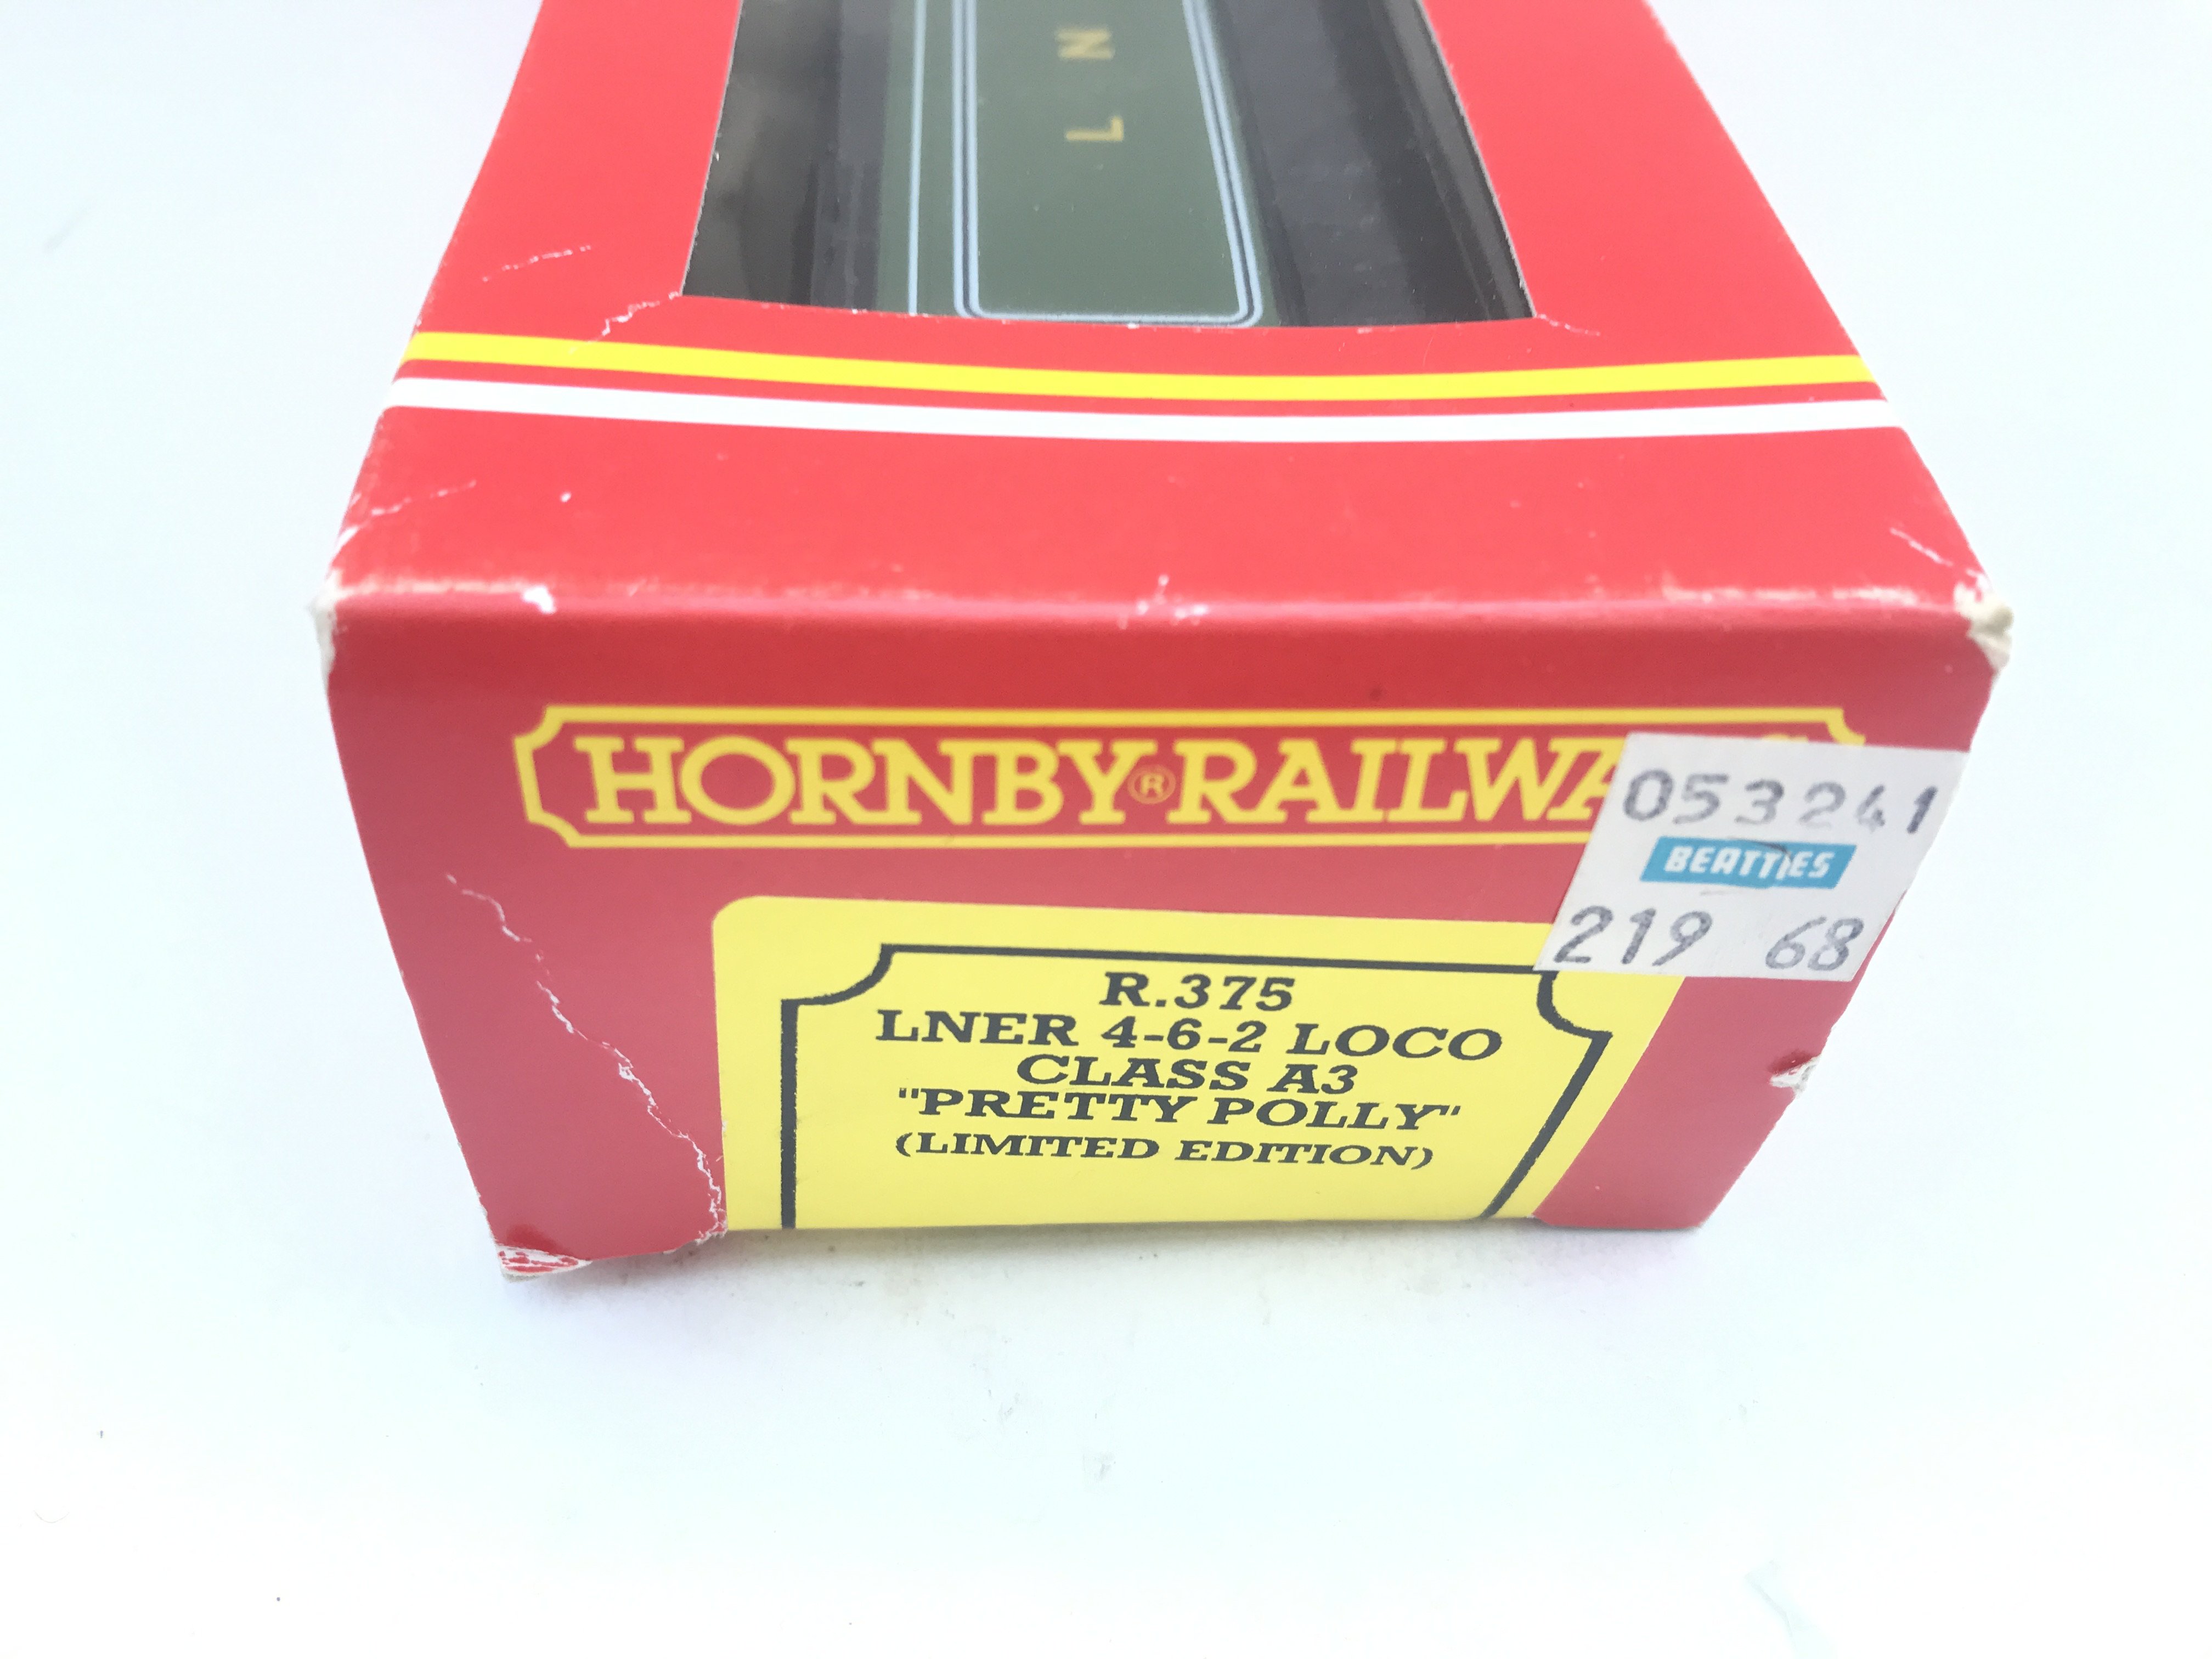 L N
HORNBY® RAILWA
053241
BEATTIES
219 68
R.375
LNER 4-6-2 LOCO
CLASS A3
"PRETTY POLLY"
(LIMITED EDITION)